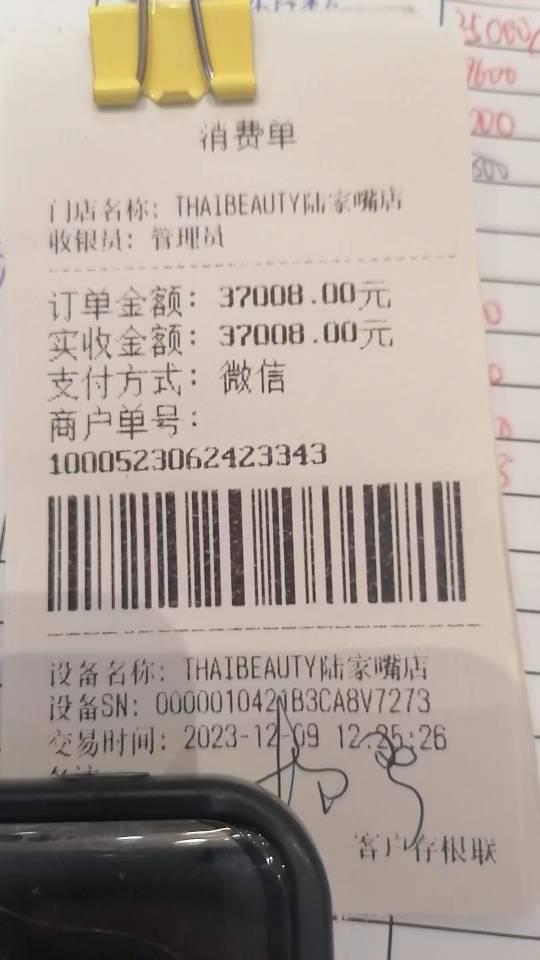 消费单
门店名称: THAIBEAUTY陆家嘴店
收银员: 管理员
订单金额: 37008.00元
实收金额: 37008.00元
支付方式: 微信
商户单号:
1000523062423343
设备名称: THAIBEAUTY陆家嘴店
设备SN: 0000010421B3CA8V7273
交易时间: 2023-12-09 12:25:26
客户存根联